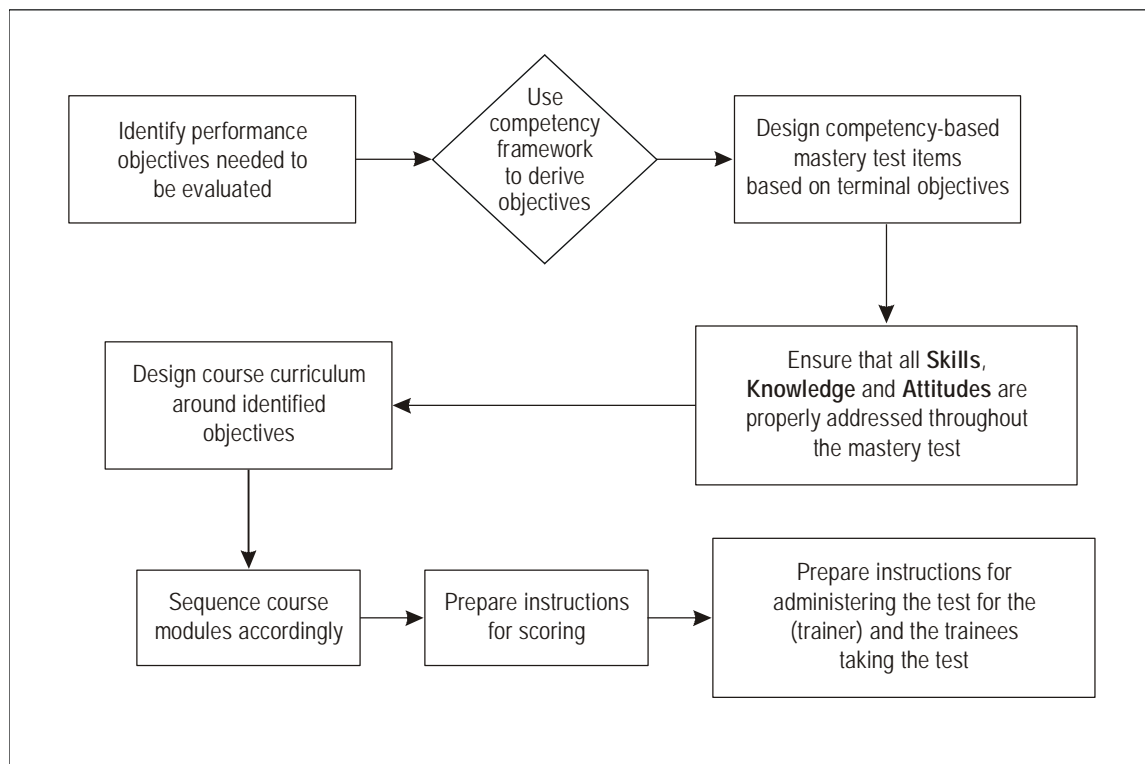 Identify performance
objectives needed to
be evaluated
Use
competency
framework
to derive
objectives
Design competency-based
mastery test items
based on terminal objectives
Ensure that all Skills,
Knowledge and Attitudes are
properly addressed throughout
the mastery test
Design course curriculum
around identified
objectives
Sequence course
modules accordingly
Prepare instructions
for scoring
Prepare instructions for
administering the test for the
(trainer) and the trainees
taking the test